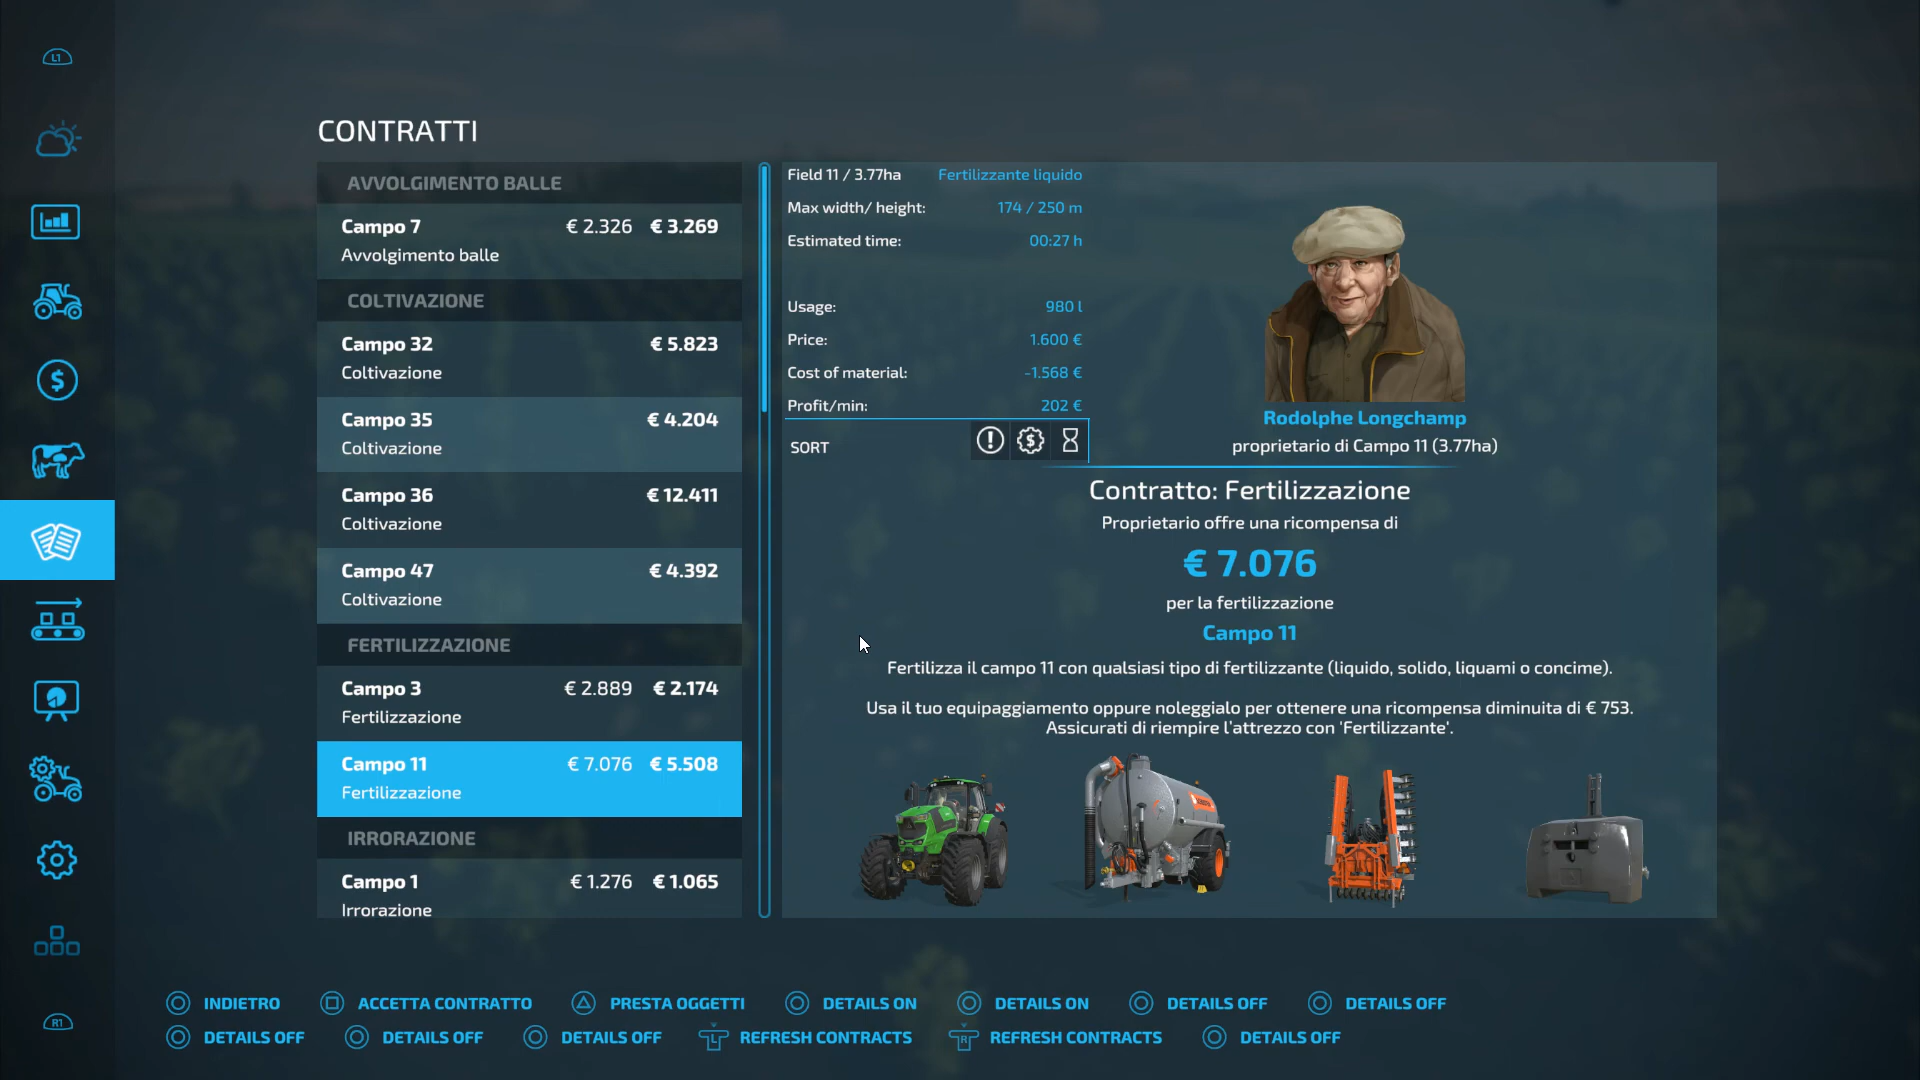 L1
CONTRATTI
AVVOLGIMENTO BALLE
Campo 7 € 2.326 € 3.269
Avvolgimento balle
COLTIVAZIONE
Campo 32 € 5.823
Coltivazione
Campo 35 € 4.204
Coltivazione
Campo 36 € 12.411
Coltivazione
Campo 47 € 4.392
Coltivazione
FERTILIZZAZIONE
Campo 3 € 2.889 € 2.174
Fertilizzazione
Campo 11 € 7.076 € 5.508
Fertilizzazione
IRRORAZIONE
Campo 1 € 1.276 € 1.065
Irrorazione
Field 11 / 3.77ha Fertilizzante liquido
Max width/ height: 174 / 250 m
Estimated time: 00:27 h
Usage: 980 l
Price: 1.600 €
Cost of material: -1.568 €
Profit/min: 202 €
SORT
Rodolphe Longchamp
proprietario di Campo 11 (3.77ha)
Contratto: Fertilizzazione
Proprietario offre una ricompensa di
€ 7.076
per la fertilizzazione
Campo 11
Fertilizza il campo 11 con qualsiasi tipo di fertilizzante (liquido, solido, liquami o concime).
Usa il tuo equipaggiamento oppure noleggialo per ottenere una ricompensa diminuita di € 753.
Assicurati di riempire l'attrezzo con 'Fertilizzante'.
R1
INDIETRO ACCETTA CONTRATTO PRESTA OGGETTI DETAILS ON DETAILS ON DETAILS OFF DETAILS OFF
DETAILS OFF DETAILS OFF DETAILS OFF L REFRESH CONTRACTS R REFRESH CONTRACTS DETAILS OFF